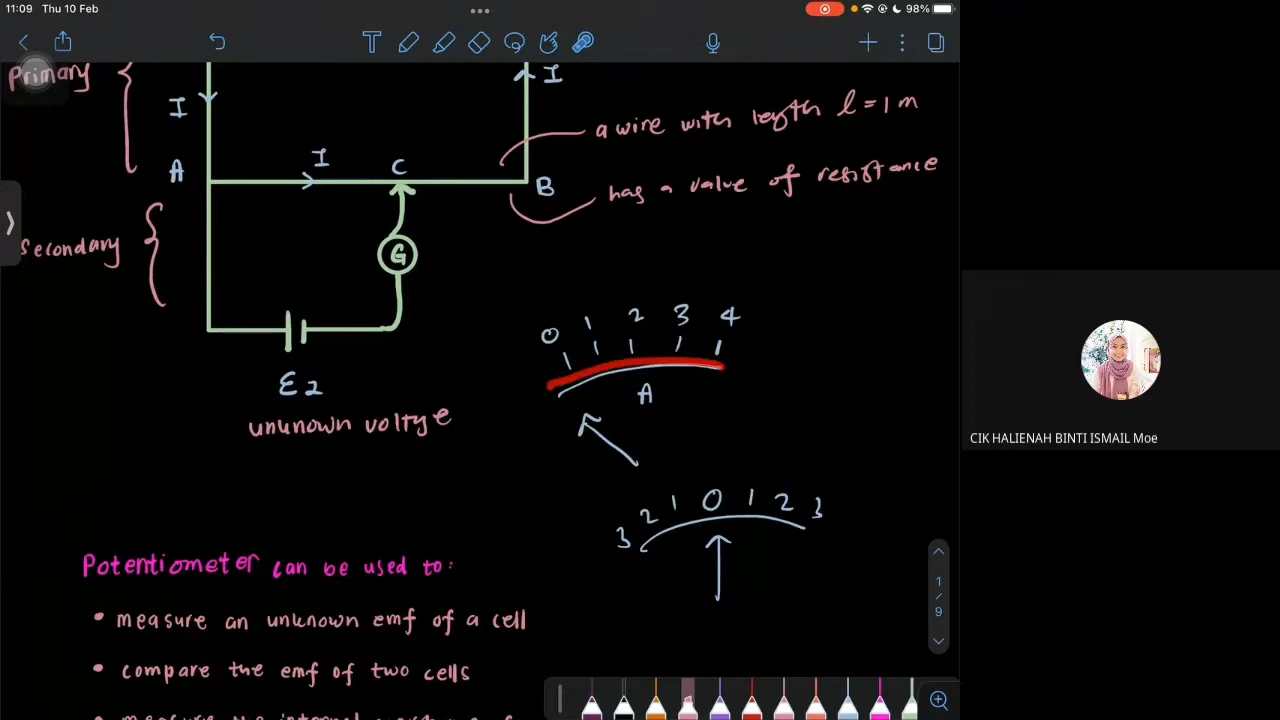 11:09 Thu 10 Feb
98%
Primary
I
I
a wire with length l = 1 m
A
I
C
B
has a value of resistance
Secondary
G
0 1 2 3 4
A
ε2
unknown voltge
3 2 1 0 1 2 3
CIK HALIENAH BINTI ISMAIL Moe
Potentiometer can be used to:
• measure an unknown emf of a cell
• compare the emf of two cells
1
/
9